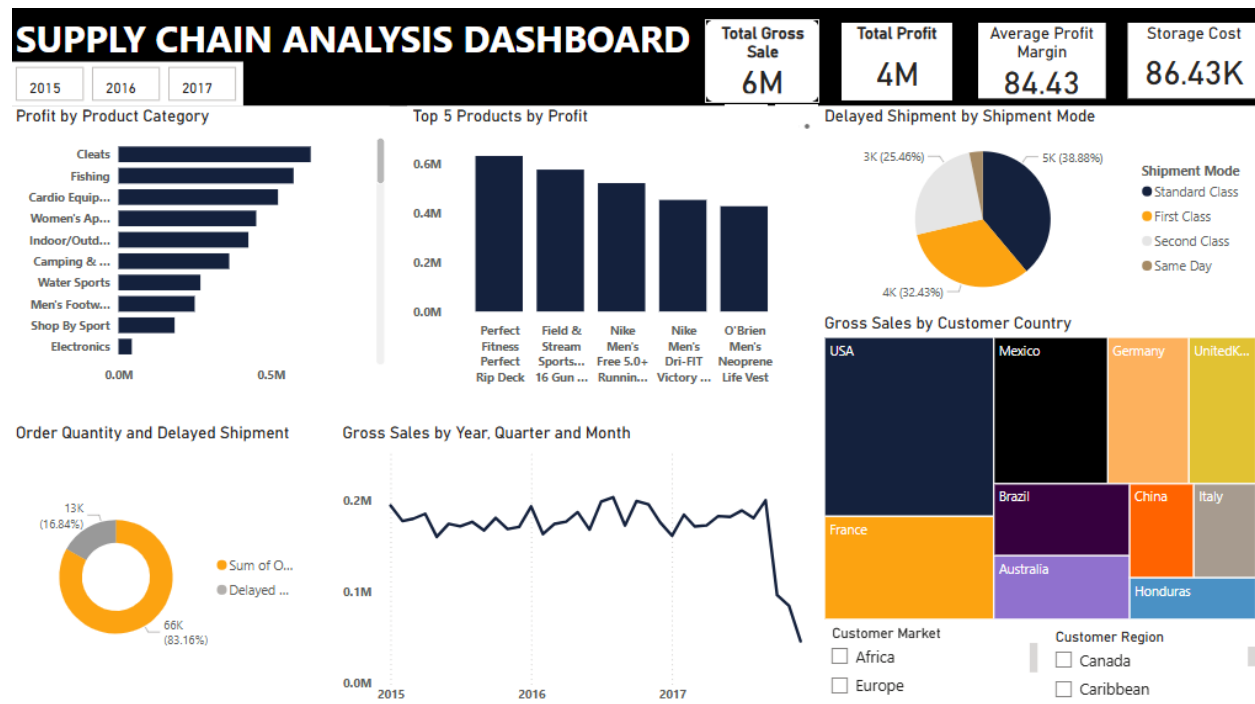 SUPPLY CHAIN ANALYSIS DASHBOARD
2015
2016
2017
Total Gross
Sale
6M
Total Profit
4M
Average Profit
Margin
84.43
Storage Cost
86.43K
Profit by Product Category
Cleats
Fishing
Cardio Equip...
Women's Ap...
Indoor/Outd...
Camping & ...
Water Sports
Men's Footw...
Shop By Sport
Electronics
0.0M
0.5M
Top 5 Products by Profit
0.6M
0.4M
0.2M
0.0M
Perfect
Fitness
Perfect
Rip Deck
Field &
Stream
Sports...
16 Gun ...
Nike
Men's
Free 5.0+
Runnin...
Nike
Men's
Dri-FIT
Victory ...
O'Brien
Men's
Neoprene
Life Vest
Delayed Shipment by Shipment Mode
3K (25.46%)
5K (38.88%)
4K (32.43%)
Shipment Mode
Standard Class
First Class
Second Class
Same Day
Order Quantity and Delayed Shipment
13K
(16.84%)
66K
(83.16%)
Sum of O...
Delayed ...
Gross Sales by Year, Quarter and Month
0.2M
0.1M
0.0M
2015
2016
2017
Gross Sales by Customer Country
USA
France
Mexico
Germany
UnitedK...
Brazil
Australia
China
Italy
Honduras
Customer Market
Africa
Europe
Customer Region
Canada
Caribbean